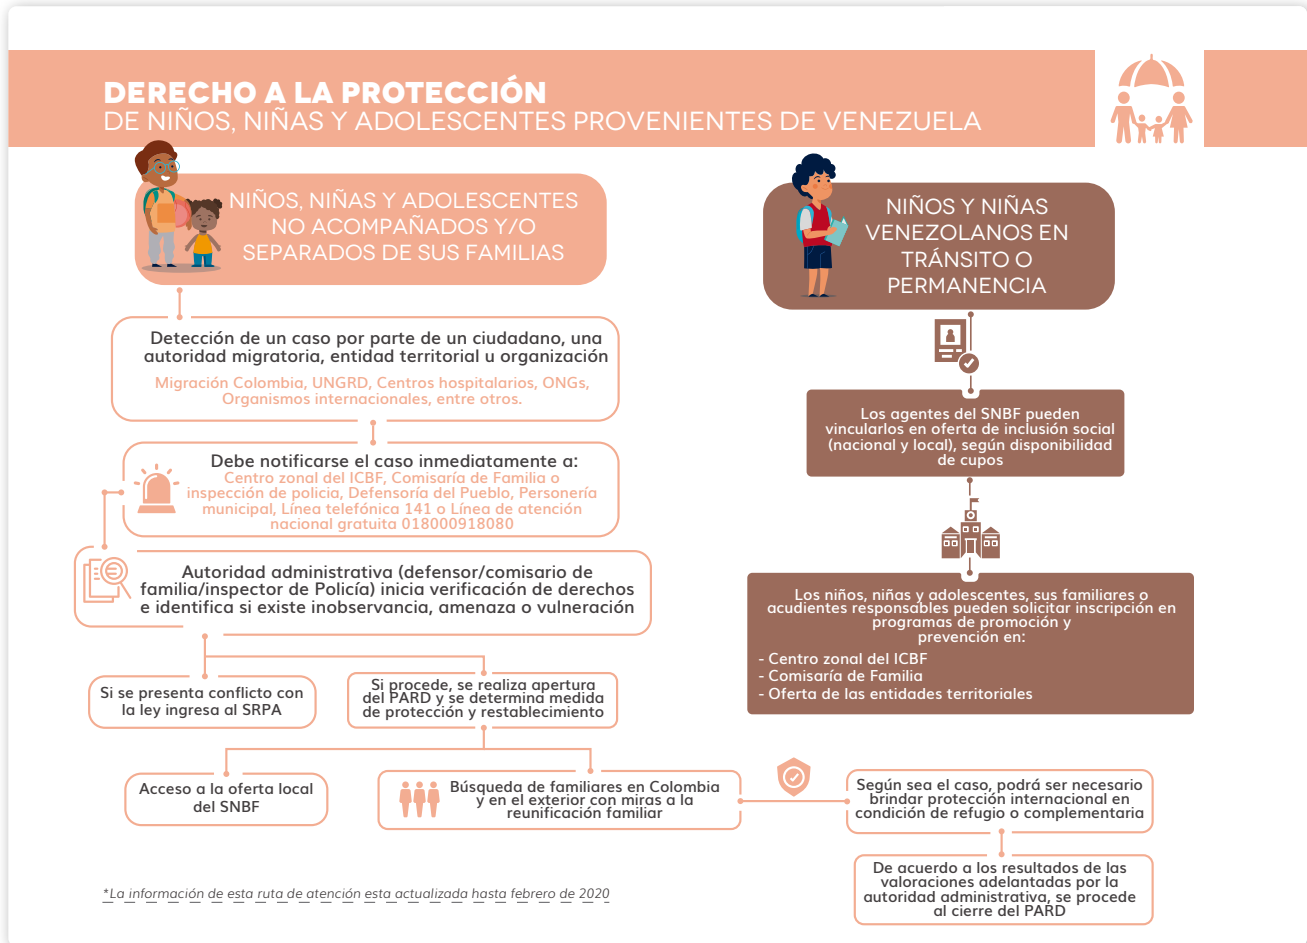 DERECHO A LA PROTECCIÓN
DE NIÑOS, NIÑAS Y ADOLESCENTES PROVENIENTES DE VENEZUELA
NIÑOS, NIÑAS Y ADOLESCENTES
NO ACOMPAÑADOS Y/O
SEPARADOS DE SUS FAMILIAS
Detección de un caso por parte de un ciudadano, una
autoridad migratoria, entidad territorial u organización
Migración Colombia, UNGRD, Centros hospitalarios, ONGs,
Organismos internacionales, entre otros.
Debe notificarse el caso inmediatamente a:
Centro zonal del ICBF, Comisaría de Familia o
inspección de policia, Defensoría del Pueblo, Personería
municipal, Línea telefónica 141 o Línea de atención
nacional gratuita 018000918080
Autoridad administrativa (defensor/comisario de
familia/inspector de Policía) inicia verificación de derechos
e identifica si existe inobservancia, amenaza o vulneración
Si se presenta conflicto con
la ley ingresa al SRPA
Si procede, se realiza apertura
del PARD y se determina medida
de protección y restablecimiento
Acceso a la oferta local
del SNBF
Búsqueda de familiares en Colombia
y en el exterior con miras a la
reunificación familiar
Según sea el caso, podrá ser necesario
brindar protección internacional en
condición de refugio o complementaria
De acuerdo a los resultados de las
valoraciones adelantadas por la
autoridad administrativa, se procede
al cierre del PARD
NIÑOS Y NIÑAS
VENEZOLANOS EN
TRÁNSITO O
PERMANENCIA
Los agentes del SNBF pueden
vincularlos en oferta de inclusión social
(nacional y local), según disponibilidad
de cupos
Los niños, niñas y adolescentes, sus familiares o
acudientes responsables pueden solicitar inscripción en
programas de promoción y
prevención en:
- Centro zonal del ICBF
- Comisaría de Familia
- Oferta de las entidades territoriales
*La información de esta ruta de atención esta actualizada hasta febrero de 2020